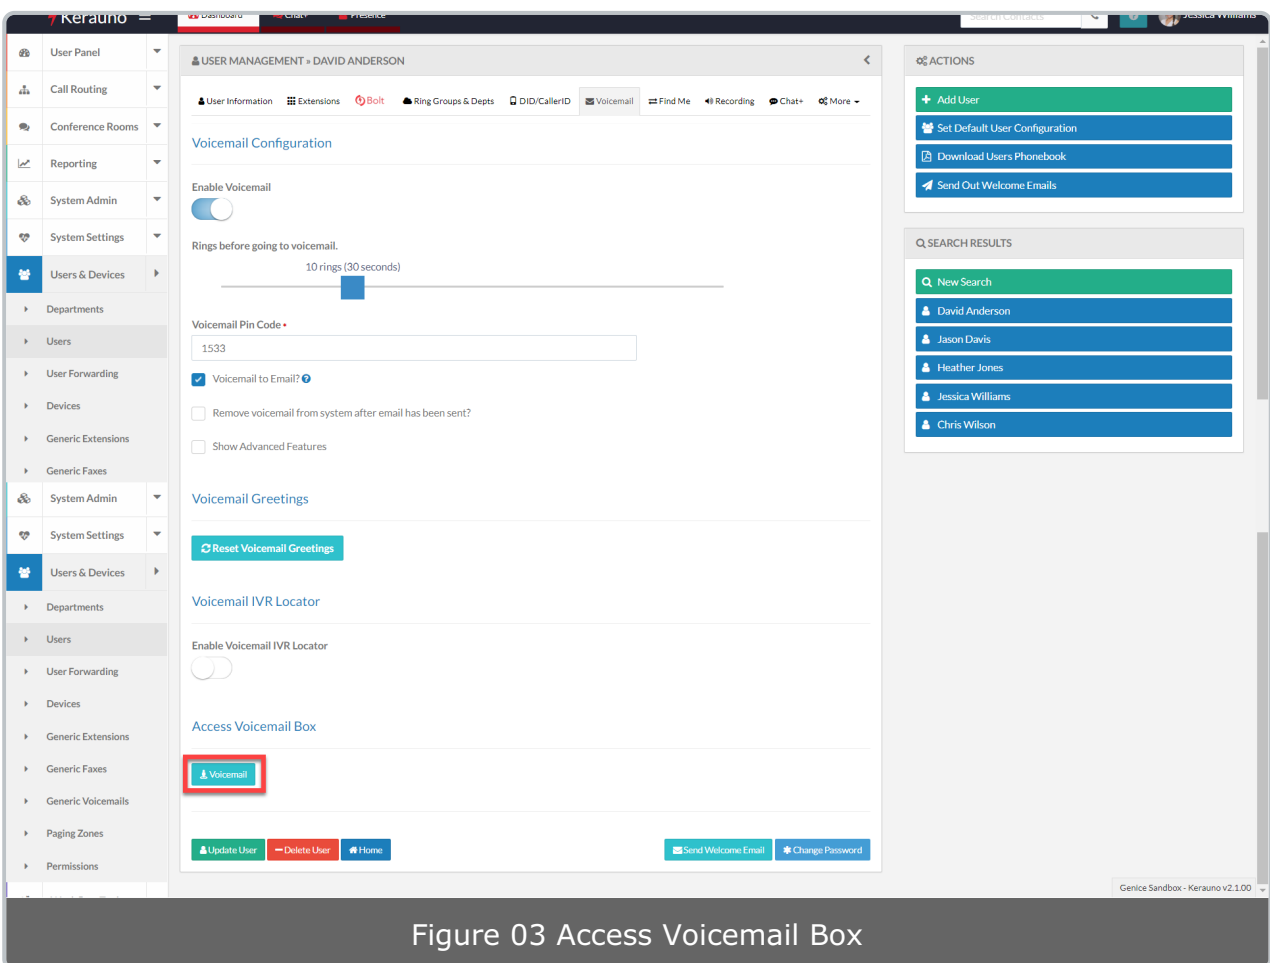 Kerauno
Dashboard
Chat+
Presence
Search Contacts
Jessica Williams
User Panel
Call Routing
Conference Rooms
Reporting
System Admin
System Settings
Users & Devices
Departments
Users
User Forwarding
Devices
Generic Extensions
Generic Faxes
System Admin
System Settings
Users & Devices
Departments
Users
User Forwarding
Devices
Generic Extensions
Generic Faxes
Generic Voicemails
Paging Zones
Permissions
USER MANAGEMENT » DAVID ANDERSON
User Information
Extensions
Bolt
Ring Groups & Depts
DID/CallerID
Voicemail
Find Me
Recording
Chat+
More
Voicemail Configuration
Enable Voicemail
Rings before going to voicemail.
10 rings (30 seconds)
Voicemail Pin Code •
1533
Voicemail to Email?
Remove voicemail from system after email has been sent?
Show Advanced Features
Voicemail Greetings
Reset Voicemail Greetings
Voicemail IVR Locator
Enable Voicemail IVR Locator
Access Voicemail Box
Voicemail
Update User
Delete User
Home
Send Welcome Email
Change Password
ACTIONS
Add User
Set Default User Configuration
Download Users Phonebook
Send Out Welcome Emails
SEARCH RESULTS
New Search
David Anderson
Jason Davis
Heather Jones
Jessica Williams
Chris Wilson
Genice Sandbox - Kerauno v2.1.00
Figure 03 Access Voicemail Box